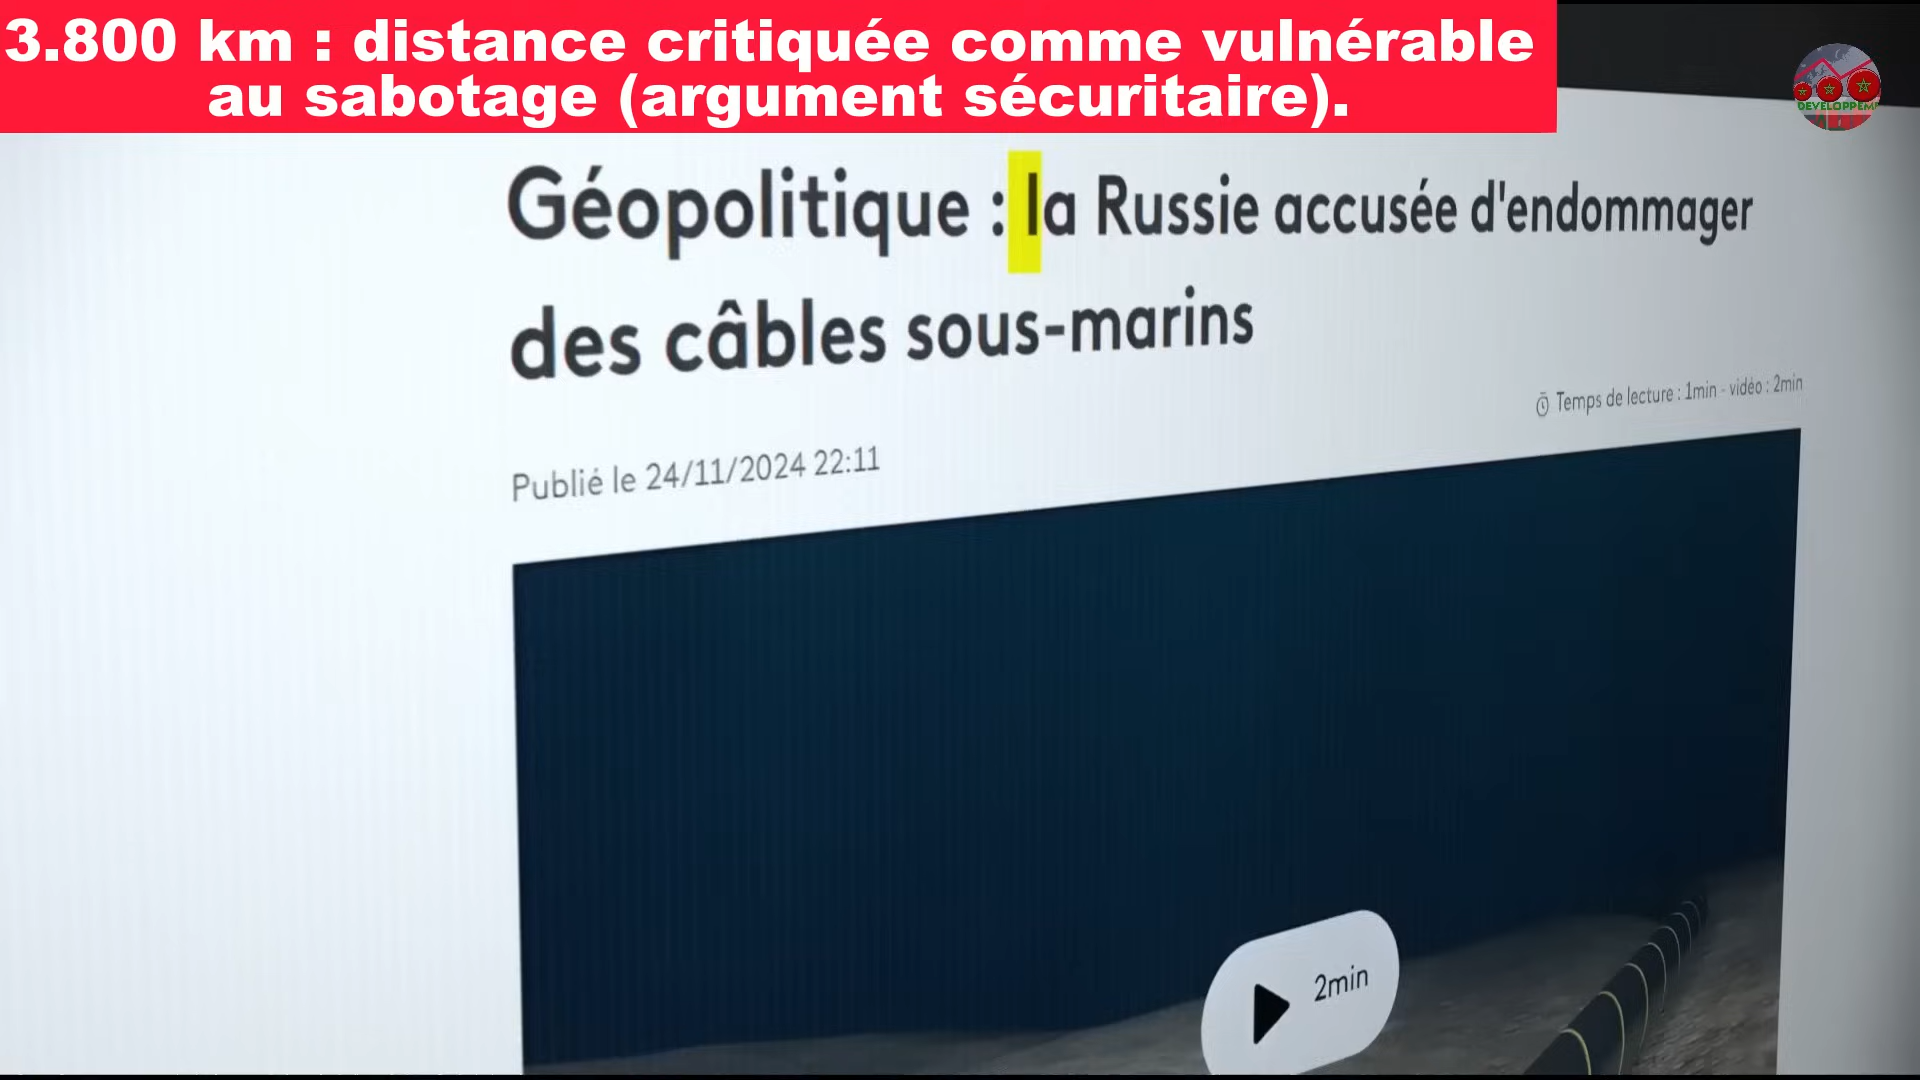 3.800 km : distance critiquée comme vulnérable
au sabotage (argument sécuritaire).
DEVELOPPEM
Géopolitique : la Russie accusée d'endommager
des câbles sous-marins
Temps de lecture : 1min - vidéo : 2min
Publié le 24/11/2024 22:11
2min